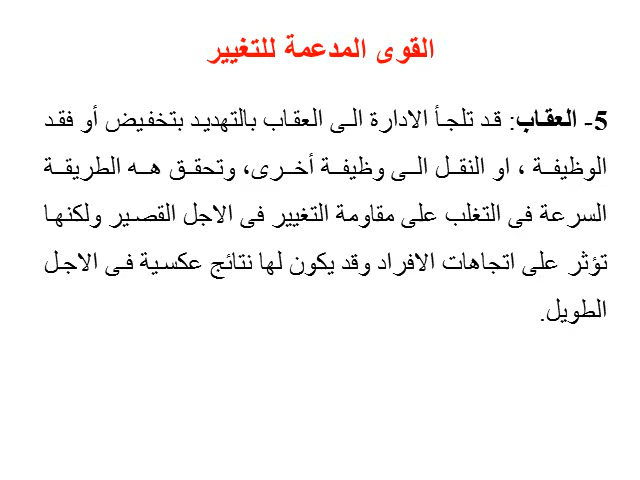 القوى المدعمة للتغيير
5- العقاب: قد تلجأ الادارة الى العقاب بالتهديد بتخفيض أو فقد
الوظيفة ، او النقل الى وظيفة أخرى، وتحقق هه الطريقة
السرعة فى التغلب على مقاومة التغيير فى الاجل القصير ولكنها
تؤثر على اتجاهات الافراد وقد يكون لها نتائج عكسية فى الاجل
الطويل.